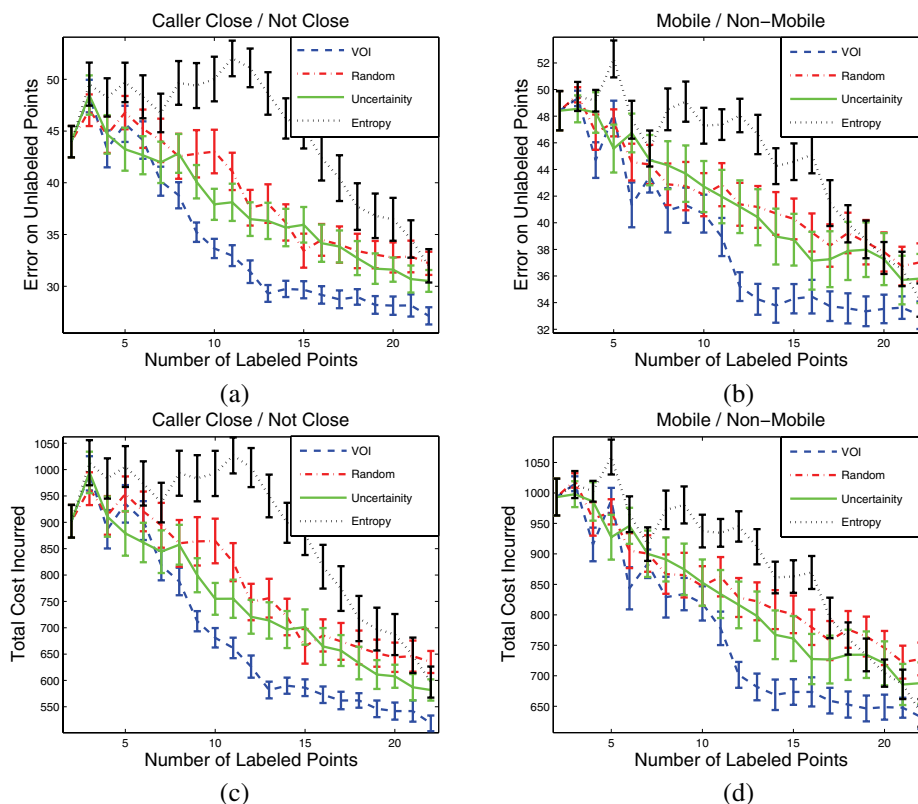 Caller Close / Not Close
Error on Unlabeled Points
50
45
40
35
30
VOI
Random
Uncertainity
Entropy
5
10
15
20
Number of Labeled Points
(a)
Mobile / Non-Mobile
Error on Unlabeled Points
52
50
48
46
44
42
40
38
36
34
32
VOI
Random
Uncertainity
Entropy
5
10
15
20
Number of Labeled Points
(b)
Caller Close / Not Close
Total Cost Incurred
1050
1000
950
900
850
800
750
700
650
600
550
VOI
Random
Uncertainity
Entropy
5
10
15
20
Number of Labeled Points
(c)
Mobile / Non-Mobile
Total Cost Incurred
1050
1000
950
900
850
800
750
700
650
VOI
Random
Uncertainity
Entropy
5
10
15
20
Number of Labeled Points
(d)